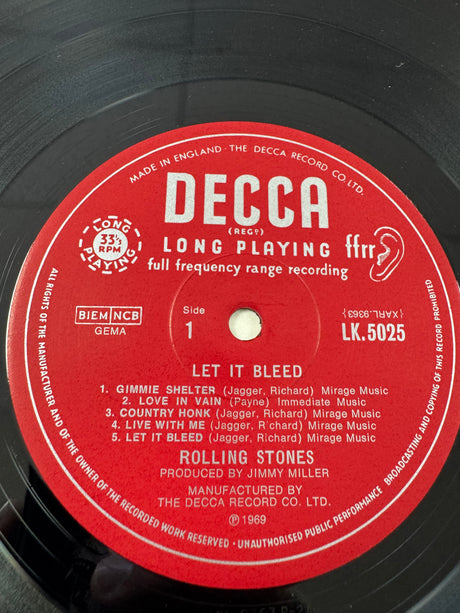 MADE IN ENGLAND · THE DECCA RECORD CO. LTD.
DECCA
(REGD)
LONG PLAYING ffrr
full frequency range recording
LONG
33⅓
RPM
PLAYING
BIEM NCB
GEMA
Side
1
{XARL.9363}
LK.5025
LET IT BLEED
1. GIMMIE SHELTER (Jagger, Richard) Mirage Music
2. LOVE IN VAIN (Payne) Immediate Music
3. COUNTRY HONK (Jagger, Richard) Mirage Music
4. LIVE WITH ME (Jagger, R'chard) Mirage Music
5. LET IT BLEED (Jagger, Richard) Mirage Music
ROLLING STONES
PRODUCED BY JIMMY MILLER
MANUFACTURED BY
THE DECCA RECORD CO. LTD.
℗ 1969
ALL RIGHTS OF THE MANUFACTURER AND OF THE OWNER OF THE RECORDED WORK RESERVED · UNAUTHORISED PUBLIC PERFORMANCE BROADCASTING AND COPYING OF THIS RECORD PROHIBITED